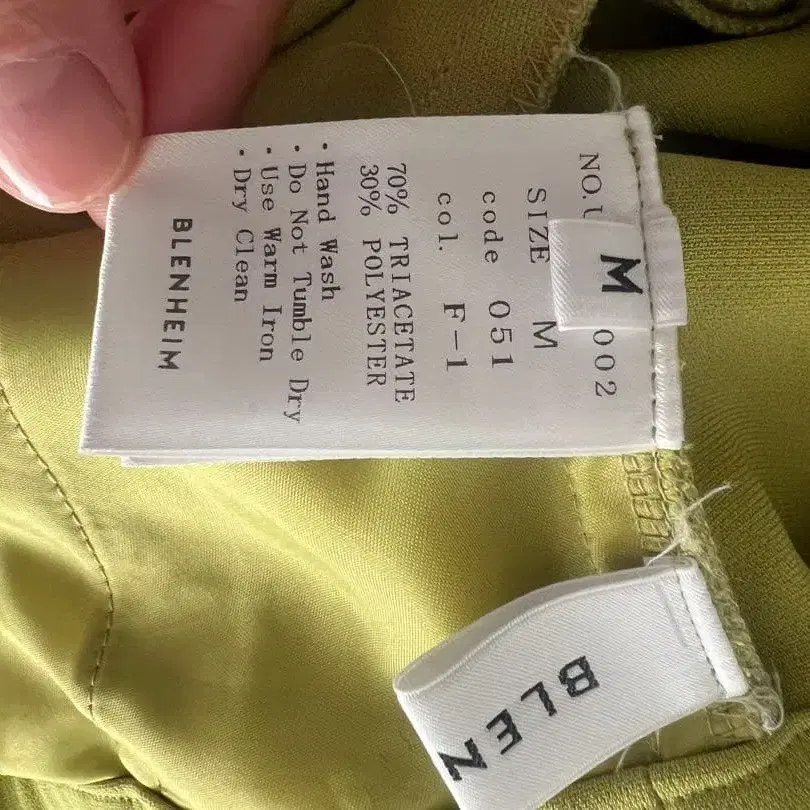 NO.U 002
M
SIZE M
code 051
col. F-1
70% TRIACETATE
30% POLYESTER
• Hand Wash
• Do Not Tumble Dry
• Use Warm Iron
• Dry Clean
BLENHEIM
BLEN